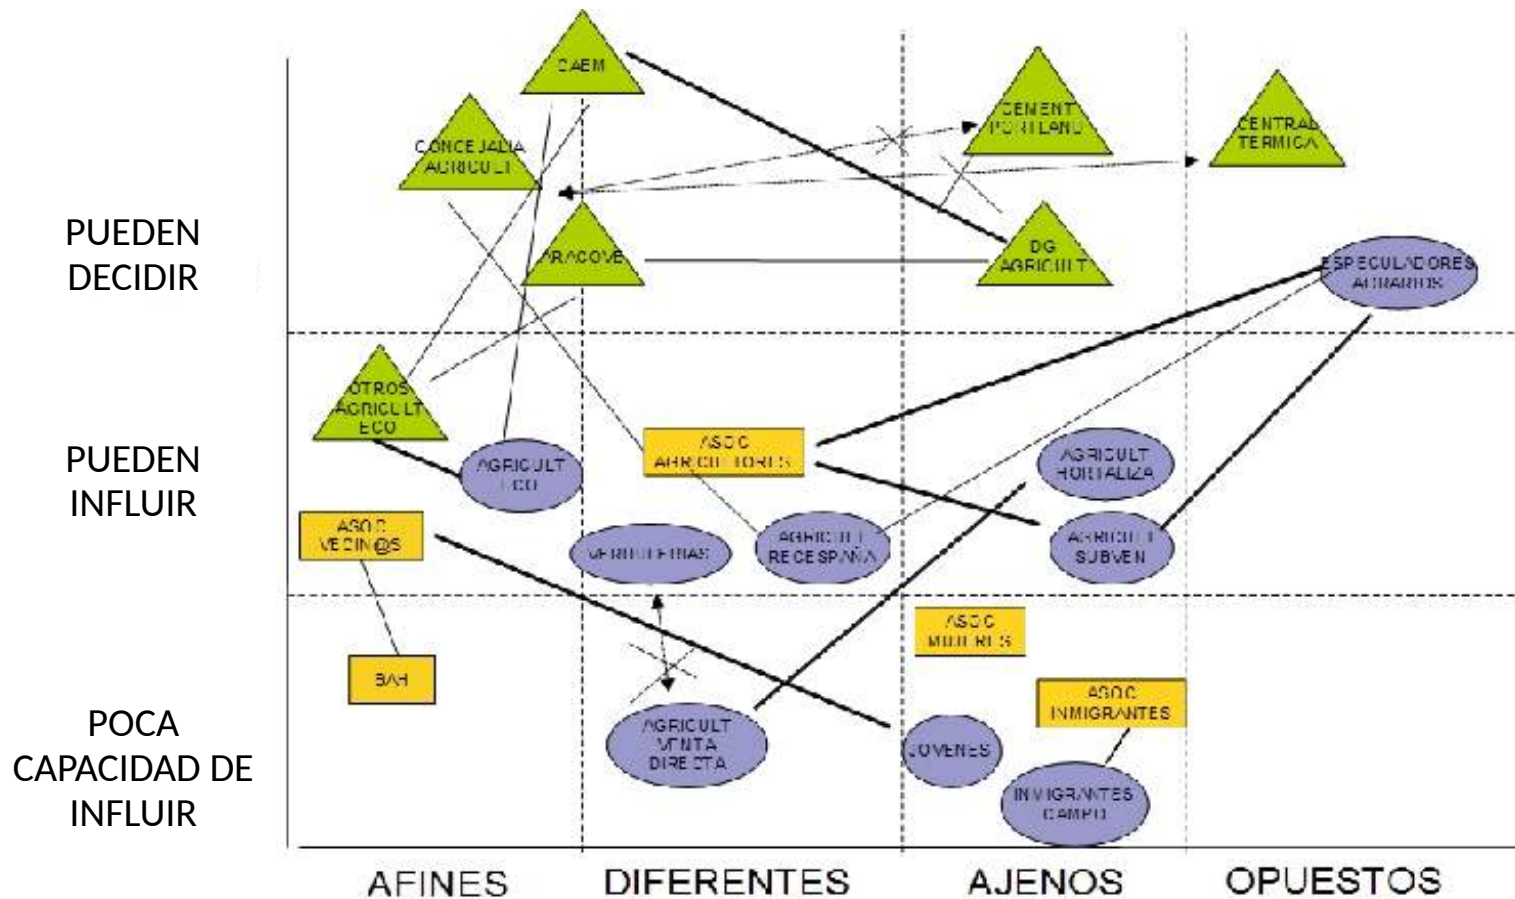 CAEM
CEMENT
PORTLAND
CONCEJALIA
AGRICULT
CENTRAL
TERMICA
PUEDEN
DECIDIR
ARACOVE
DG
AGRICULT
ESPECULADORES
AGRARIOS
OTROS
AGRICULT
ECO
PUEDEN
INFLUIR
AGRICULT
ECO
ASOC
AGRICULTORES
AGRICULT
HORTALIZA
ASOC
VECIN@S
VERDULERIAS
AGRICULT
RECESPAÑA
AGRICULT
SUBVEN
ASOC
MUJERES
BAH
ASOC
INMIGRANTES
POCA
CAPACIDAD DE
INFLUIR
AGRICULT
VENTA
DIRECTA
JOVENES
INMIGRANTES
CAMPO
AFINES
DIFERENTES
AJENOS
OPUESTOS